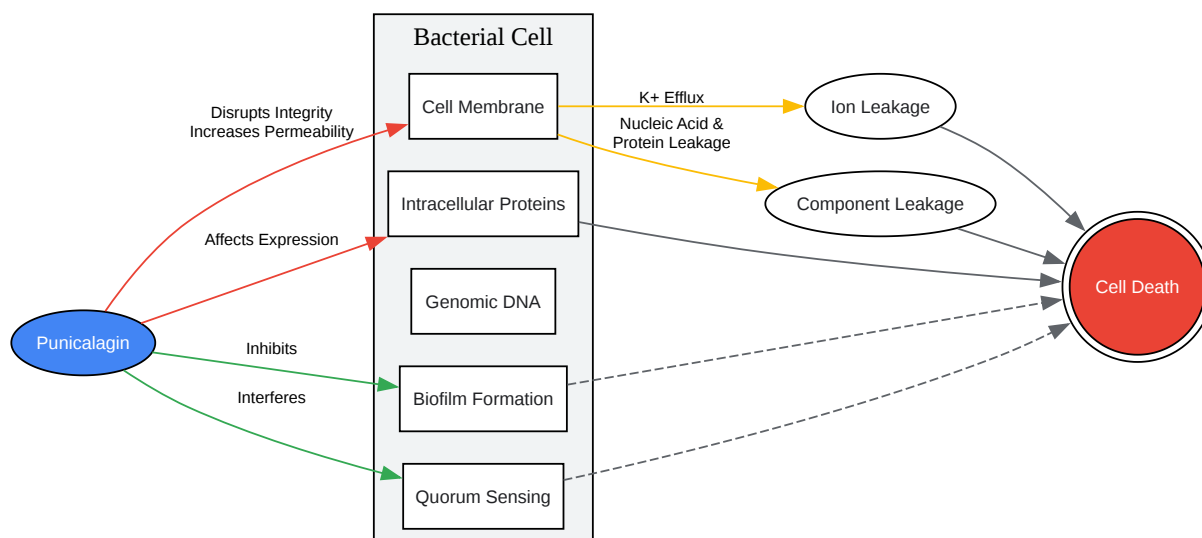 Bacterial Cell
Disrupts Integrity
Increases Permeability
Cell Membrane
K+ Efflux
Ion Leakage
Nucleic Acid &
Protein Leakage
Intracellular Proteins
Component Leakage
Affects Expression
Genomic DNA
Cell Death
Punicalagin
Inhibits
Biofilm Formation
Interferes
Quorum Sensing